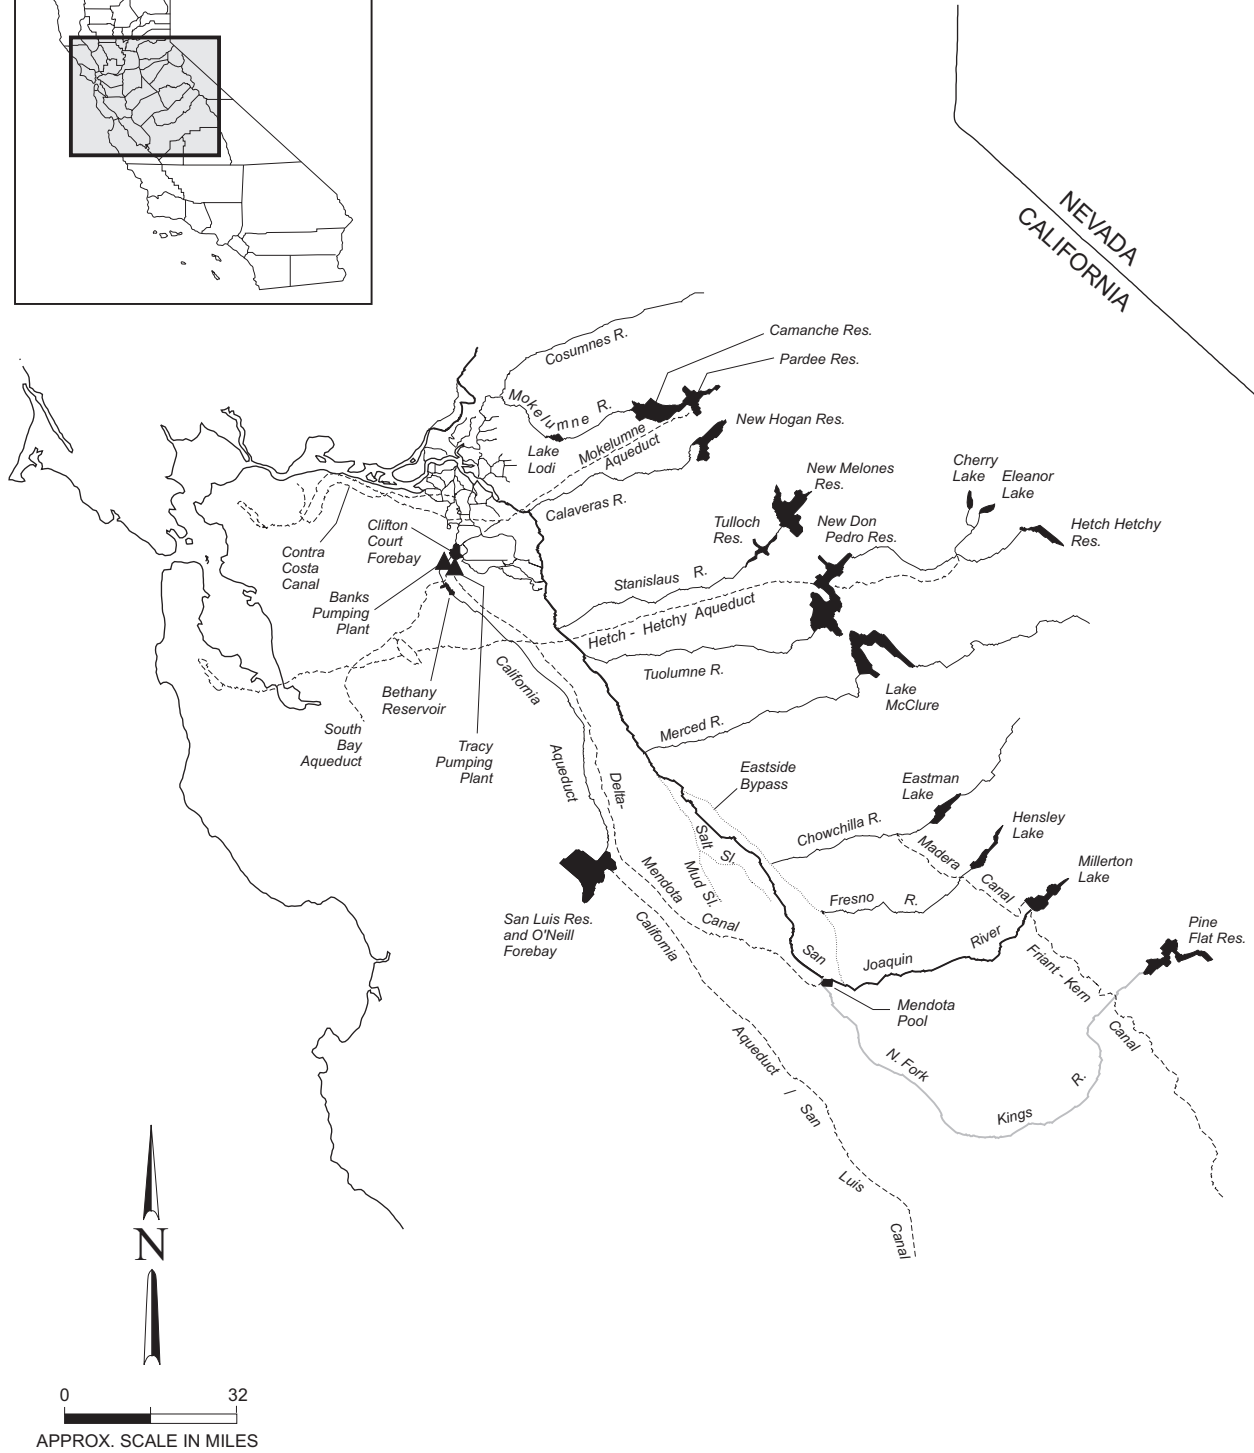 NEVADA
CALIFORNIA
Cosumnes R.
Camanche Res.
Pardee Res.
Mokelumne R.
New Hogan Res.
Lake
Lodi
Mokelumne
Aqueduct
Calaveras R.
New Melones
Res.
Cherry
Lake
Eleanor
Lake
Clifton
Court
Forebay
Tulloch
Res.
New Don
Pedro Res.
Hetch Hetchy
Res.
Contra
Costa
Canal
Stanislaus R.
Banks
Pumping
Plant
Hetch - Hetchy Aqueduct
Tuolumne R.
California
Aqueduct
Bethany
Reservoir
Lake
McClure
South
Bay
Aqueduct
Tracy
Pumping
Plant
Merced R.
Eastside
Bypass
Eastman
Lake
Delta-
Mendota
Canal
Salt
Sl.
Mud Sl.
Chowchilla R.
Hensley
Lake
Madera
Canal
Millerton
Lake
Fresno R.
San Luis Res.
and O'Neill
Forebay
Pine
Flat Res.
San Joaquin River
Friant - Kern
Canal
California
Aqueduct / San
Luis
Canal
Mendota
Pool
N. Fork
Kings R.
N
0 32
APPROX. SCALE IN MILES